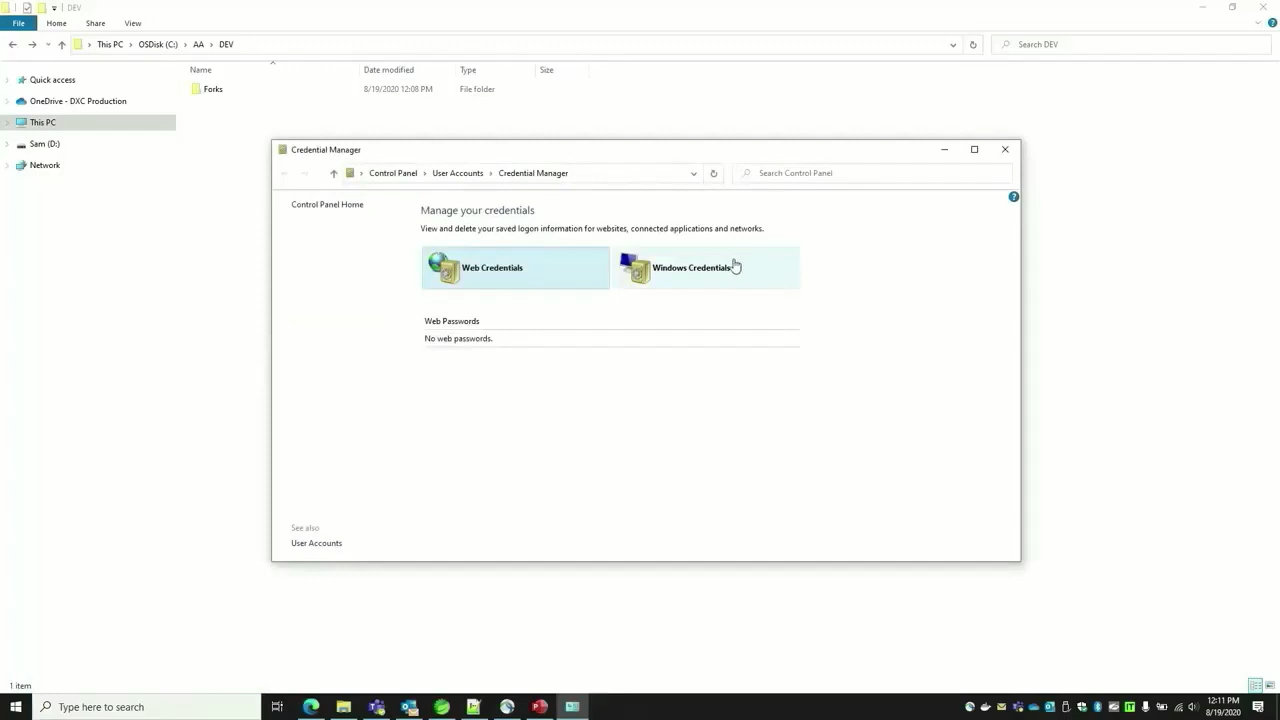 DEV
File Home Share View
This PC OSDisk (C:) AA DEV Search DEV
Name Date modified Type Size
Forks 8/19/2020 12:08 PM File folder
Quick access
OneDrive - DXC Production
This PC
Sam (D:)
Network
Credential Manager
Control Panel User Accounts Credential Manager Search Control Panel
Control Panel Home
Manage your credentials
View and delete your saved logon information for websites, connected applications and networks.
Web Credentials Windows Credentials
Web Passwords
No web passwords.
See also
User Accounts
1 item
Type here to search
12:11 PM
8/19/2020